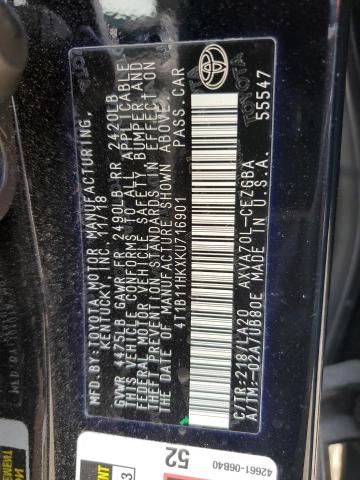 MFD. BY: TOYOTA MOTOR MANUFACTURING,
KENTUCKY, INC. 11/18
GVWR 4475LB GAWR FR 2490LB RR 2420LB
THIS VEHICLE CONFORMS TO ALL APPLICABLE
FEDERAL MOTOR VEHICLE SAFETY, BUMPER AND
THEFT PREVENTION STANDARDS IN EFFECT ON
THE DATE OF MANUFACTURE SHOWN ABOVE.
4T1B11HKXKU716901 PASS. CAR
C/TR: 218/LA20 AXVA70L-CEZGBA
A/TM: -02A/UB80E MADE IN U.S.A.
55547
TOYOTA
42661-06B40
52